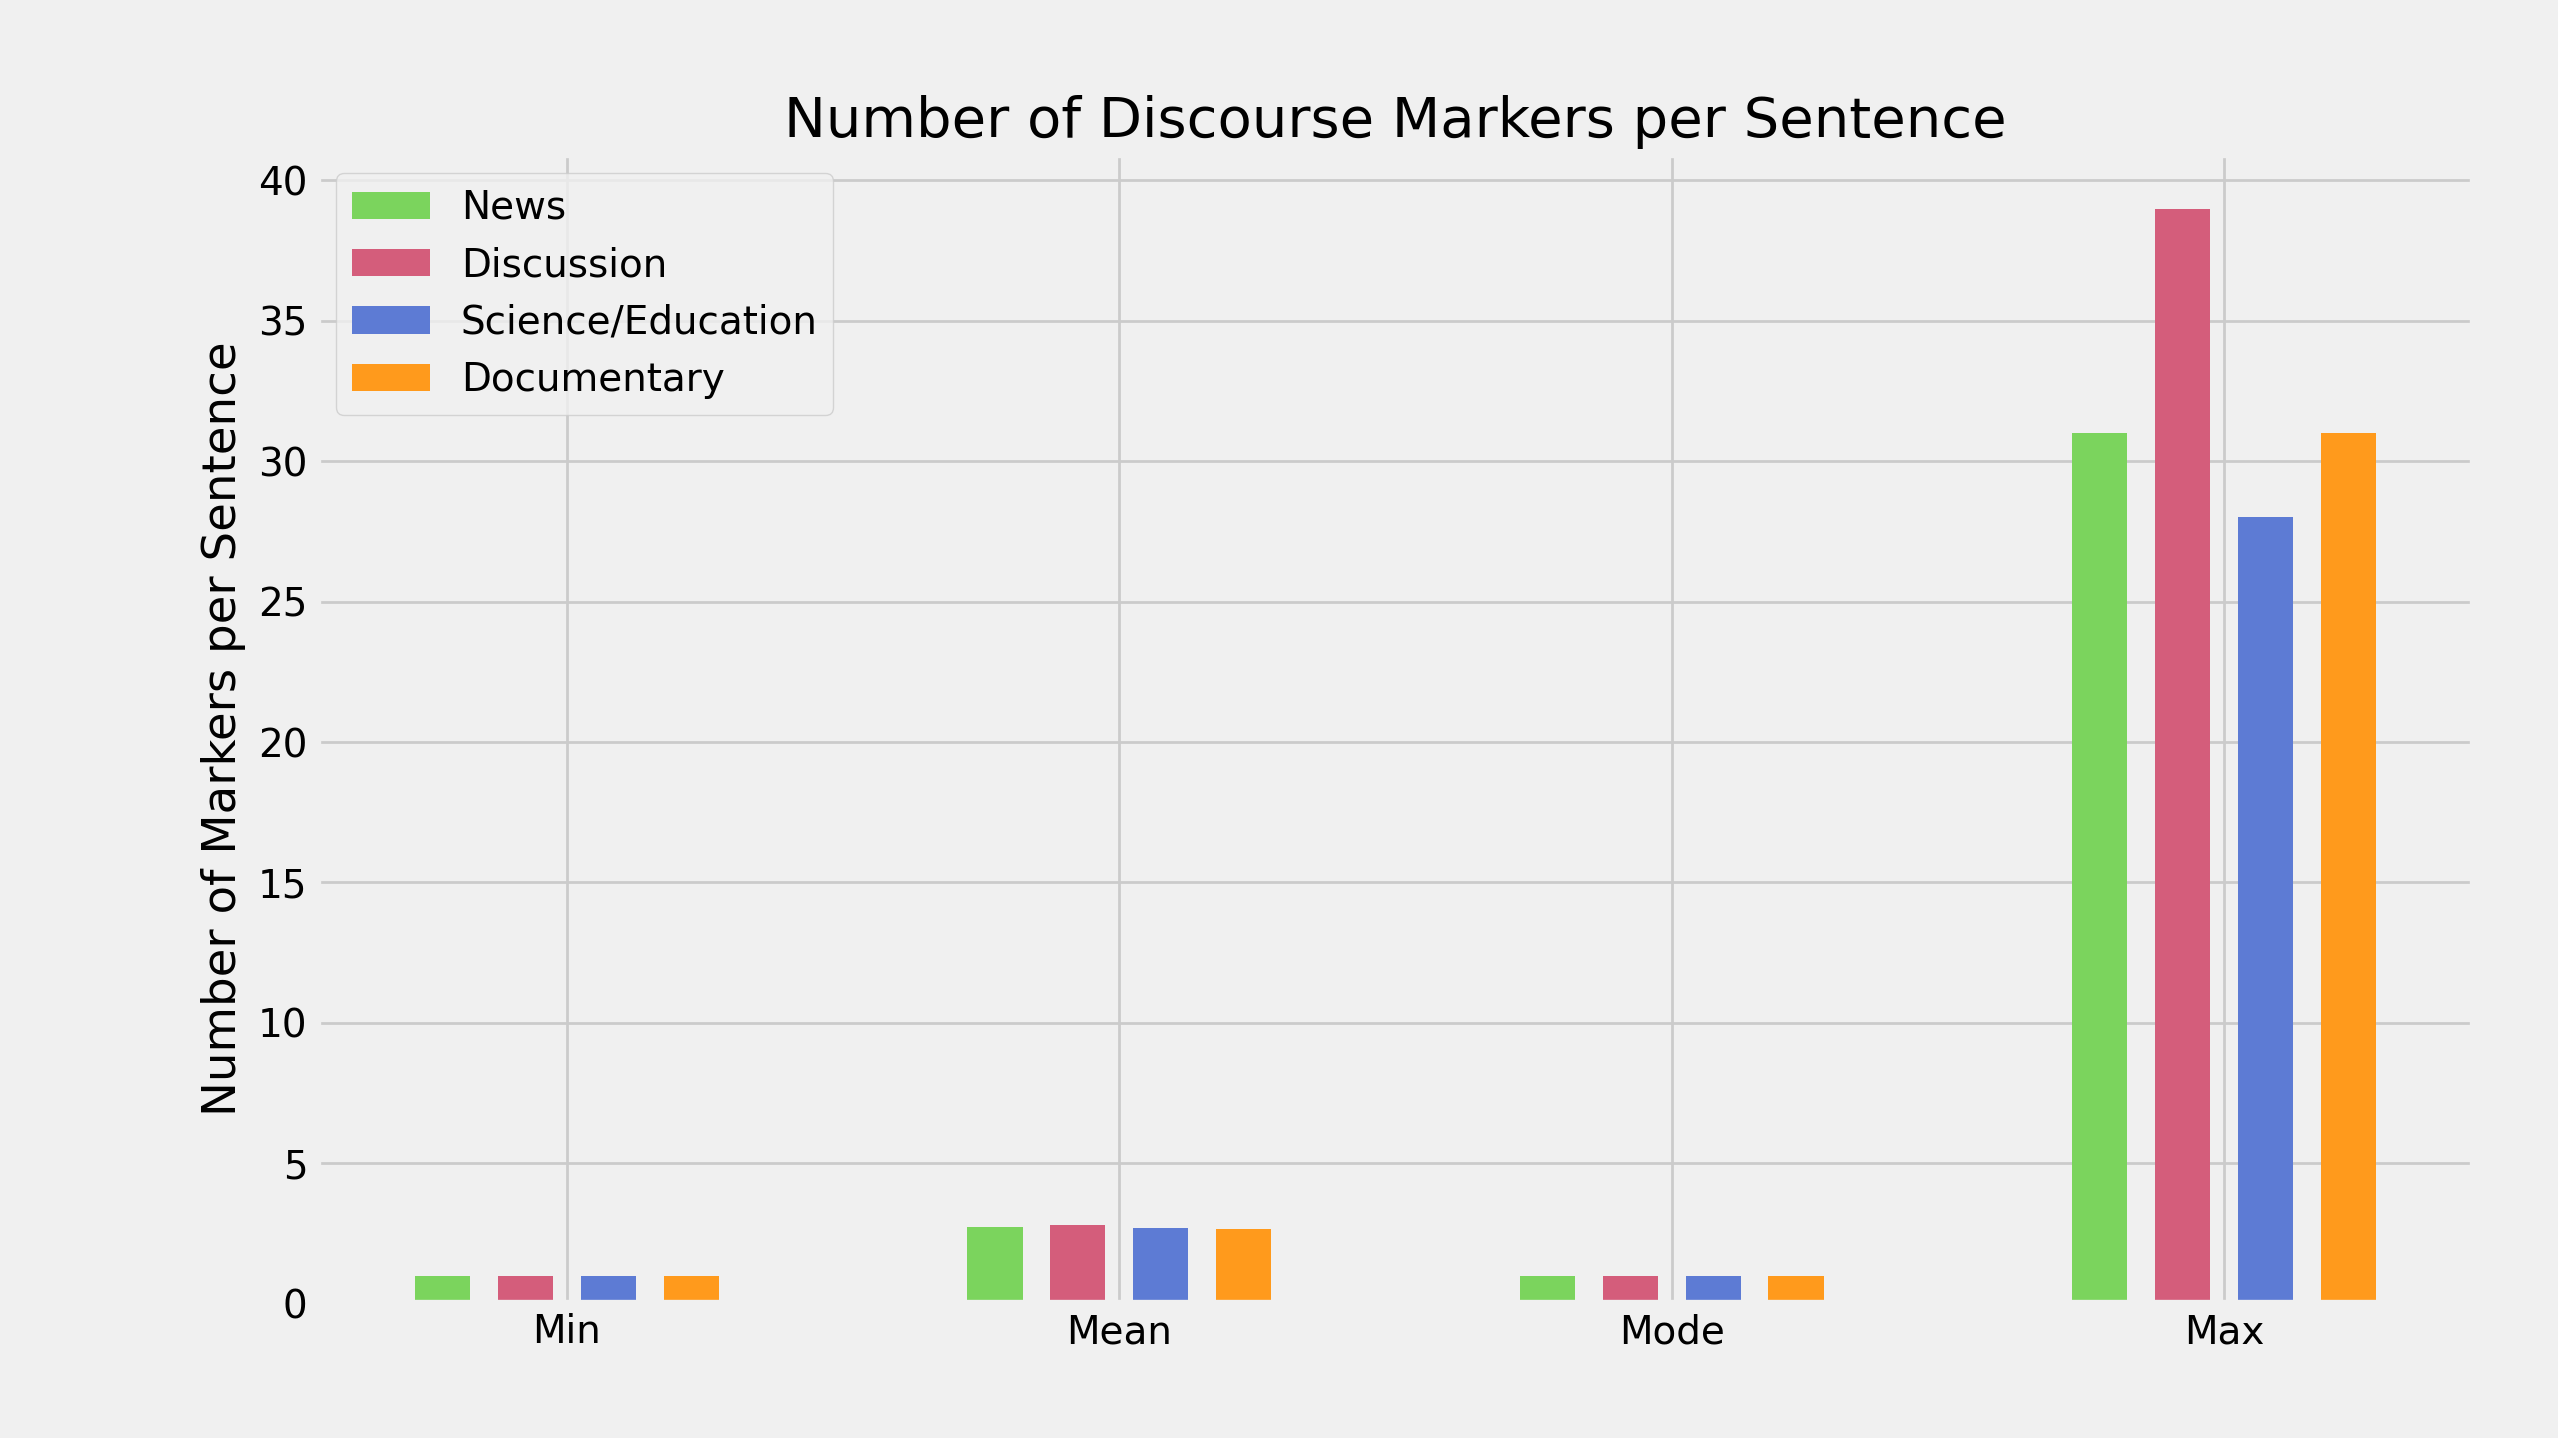 Number of Discourse Markers per Sentence
Number of Markers per Sentence
40
35
30
25
20
15
10
5
0
News
Discussion
Science/Education
Documentary
Min
Mean
Mode
Max